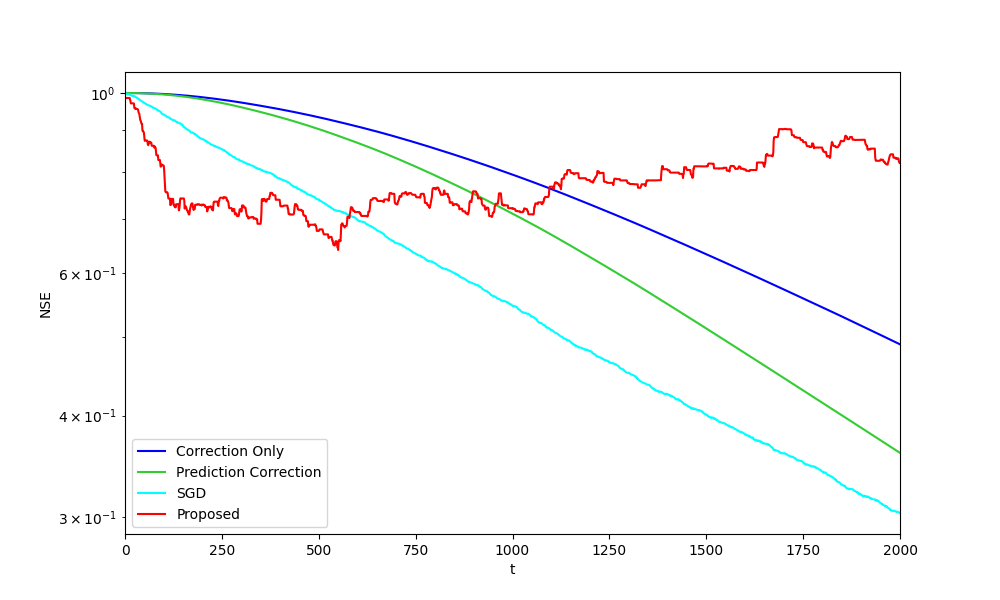 NSE
10⁰
6 × 10⁻¹
4 × 10⁻¹
3 × 10⁻¹
Correction Only
Prediction Correction
SGD
Proposed
0 250 500 750 1000 1250 1500 1750 2000
t